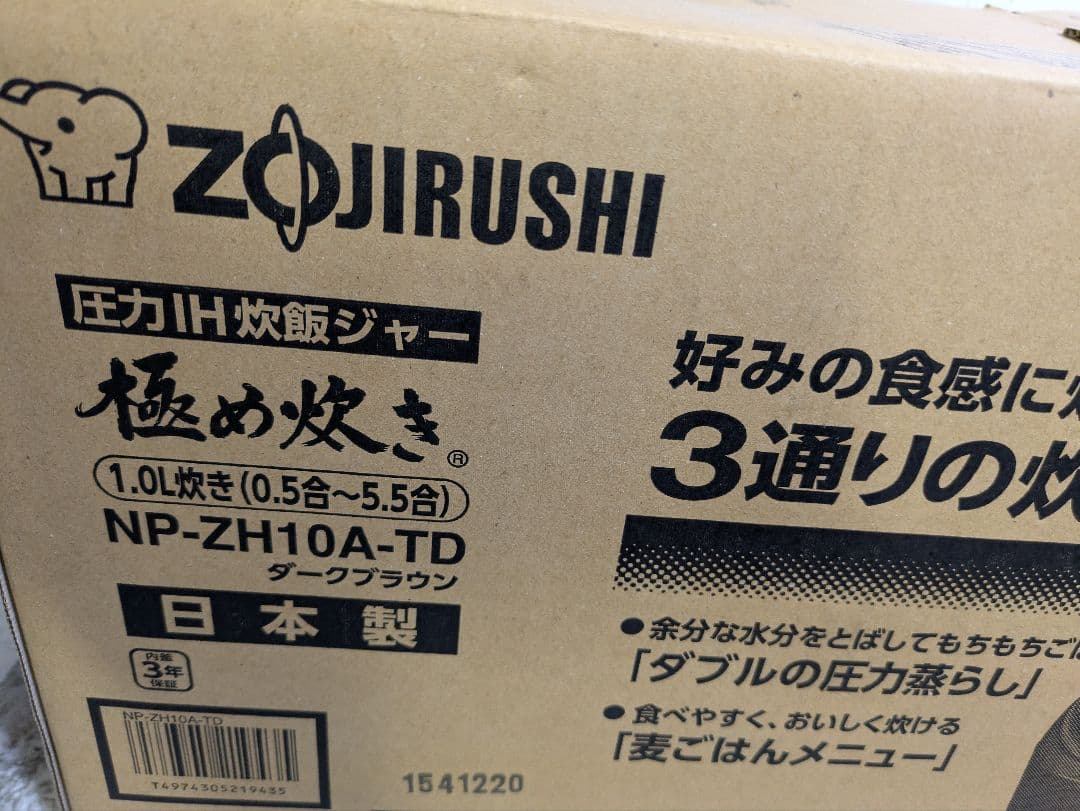 ZOJIRUSHI
圧力IH炊飯ジャー
極め炊き®
1.0L炊き(0.5合～5.5合)
NP-ZH10A-TD
ダークブラウン
日本製
内釜
3年
保証
NP-ZH10A-TD
T4974305219435
1541220
好みの食感に
3通りの炊
●余分な水分をとばしてもちもちごは
「ダブルの圧力蒸らし」
●食べやすく、おいしく炊ける
「麦ごはんメニュー」